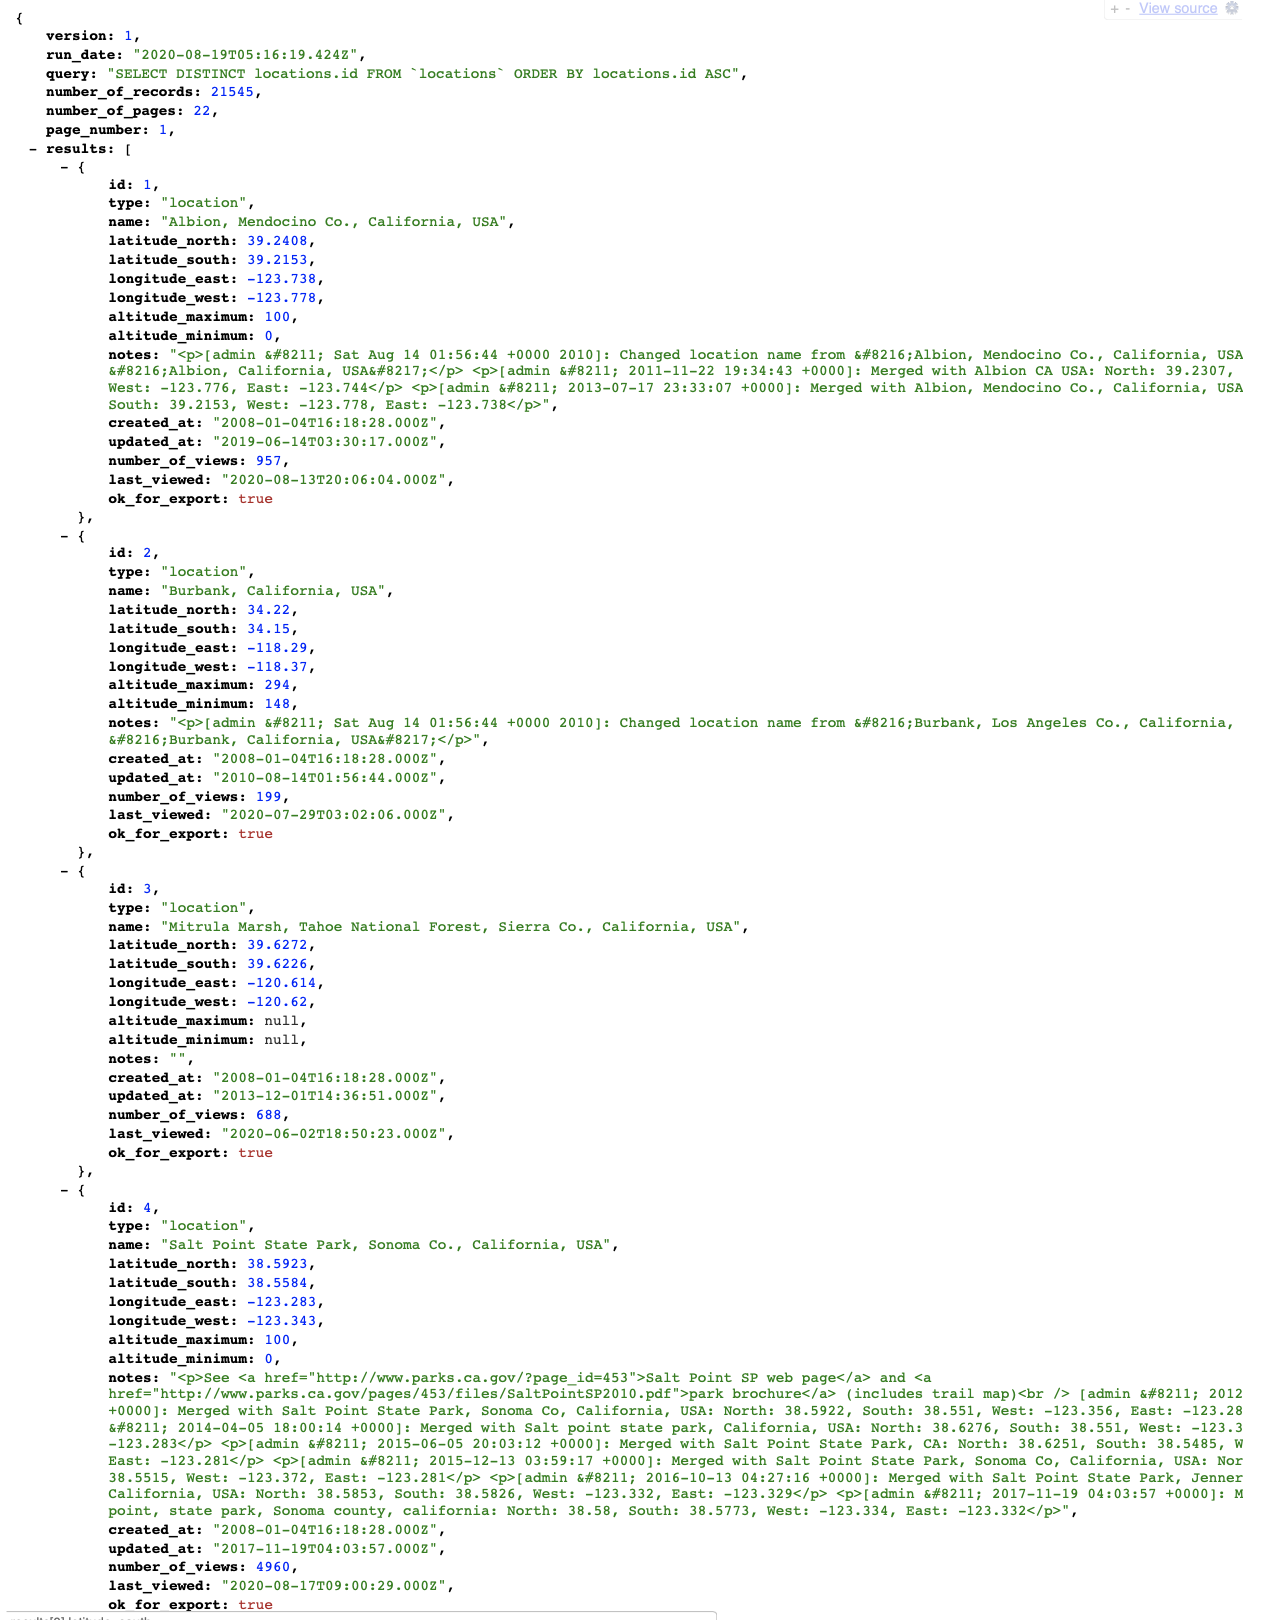 + - View source
{
version: 1,
run_date: "2020-08-19T05:16:19.424Z",
query: "SELECT DISTINCT locations.id FROM `locations` ORDER BY locations.id ASC",
number_of_records: 21545,
number_of_pages: 22,
page_number: 1,
- results: [
- {
id: 1,
type: "location",
name: "Albion, Mendocino Co., California, USA",
latitude_north: 39.2408,
latitude_south: 39.2153,
longitude_east: -123.738,
longitude_west: -123.778,
altitude_maximum: 100,
altitude_minimum: 0,
notes: "<p>[admin &#8211; Sat Aug 14 01:56:44 +0000 2010]: Changed location name from &#8216;Albion, Mendocino Co., California, USA
&#8216;Albion, California, USA&#8217;</p> <p>[admin &#8211; 2011-11-22 19:34:43 +0000]: Merged with Albion CA USA: North: 39.2307,
West: -123.776, East: -123.744</p> <p>[admin &#8211; 2013-07-17 23:33:07 +0000]: Merged with Albion, Mendocino Co., California, USA
South: 39.2153, West: -123.778, East: -123.738</p>",
created_at: "2008-01-04T16:18:28.000Z",
updated_at: "2019-06-14T03:30:17.000Z",
number_of_views: 957,
last_viewed: "2020-08-13T20:06:04.000Z",
ok_for_export: true
},
- {
id: 2,
type: "location",
name: "Burbank, California, USA",
latitude_north: 34.22,
latitude_south: 34.15,
longitude_east: -118.29,
longitude_west: -118.37,
altitude_maximum: 294,
altitude_minimum: 148,
notes: "<p>[admin &#8211; Sat Aug 14 01:56:44 +0000 2010]: Changed location name from &#8216;Burbank, Los Angeles Co., California,
&#8216;Burbank, California, USA&#8217;</p>",
created_at: "2008-01-04T16:18:28.000Z",
updated_at: "2010-08-14T01:56:44.000Z",
number_of_views: 199,
last_viewed: "2020-07-29T03:02:06.000Z",
ok_for_export: true
},
- {
id: 3,
type: "location",
name: "Mitrula Marsh, Tahoe National Forest, Sierra Co., California, USA",
latitude_north: 39.6272,
latitude_south: 39.6226,
longitude_east: -120.614,
longitude_west: -120.62,
altitude_maximum: null,
altitude_minimum: null,
notes: "",
created_at: "2008-01-04T16:18:28.000Z",
updated_at: "2013-12-01T14:36:51.000Z",
number_of_views: 688,
last_viewed: "2020-06-02T18:50:23.000Z",
ok_for_export: true
},
- {
id: 4,
type: "location",
name: "Salt Point State Park, Sonoma Co., California, USA",
latitude_north: 38.5923,
latitude_south: 38.5584,
longitude_east: -123.283,
longitude_west: -123.343,
altitude_maximum: 100,
altitude_minimum: 0,
notes: "<p>See <a href="http://www.parks.ca.gov/?page_id=453">Salt Point SP web page</a> and <a
href="http://www.parks.ca.gov/pages/453/files/SaltPointSP2010.pdf">park brochure</a> (includes trail map)<br /> [admin &#8211; 2012
+0000]: Merged with Salt Point State Park, Sonoma Co, California, USA: North: 38.5922, South: 38.551, West: -123.356, East: -123.28
&#8211; 2014-04-05 18:00:14 +0000]: Merged with Salt point state park, California, USA: North: 38.6276, South: 38.551, West: -123.3
-123.283</p> <p>[admin &#8211; 2015-06-05 20:03:12 +0000]: Merged with Salt Point State Park, CA: North: 38.6251, South: 38.5485, W
East: -123.281</p> <p>[admin &#8211; 2015-12-13 03:59:17 +0000]: Merged with Salt Point State Park, Sonoma Co, California, USA: Nor
38.5515, West: -123.372, East: -123.281</p> <p>[admin &#8211; 2016-10-13 04:27:16 +0000]: Merged with Salt Point State Park, Jenner
California, USA: North: 38.5853, South: 38.5826, West: -123.332, East: -123.329</p> <p>[admin &#8211; 2017-11-19 04:03:57 +0000]: M
point, state park, Sonoma county, california: North: 38.58, South: 38.5773, West: -123.334, East: -123.332</p>",
created_at: "2008-01-04T16:18:28.000Z",
updated_at: "2017-11-19T04:03:57.000Z",
number_of_views: 4960,
last_viewed: "2020-08-17T09:00:29.000Z",
ok_for_export: true